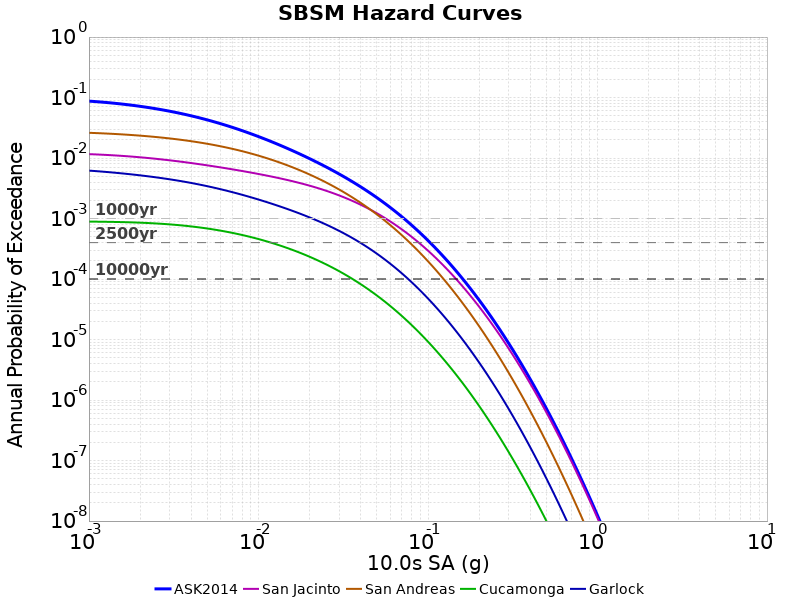 SBSM Hazard Curves
Annual Probability of Exceedance
10^0
10^-1
10^-2
10^-3
10^-4
10^-5
10^-6
10^-7
10^-8
1000yr
2500yr
10000yr
10^-3 10^-2 10^-1 10^0 10^1
10.0s SA (g)
ASK2014 San Jacinto San Andreas Cucamonga Garlock